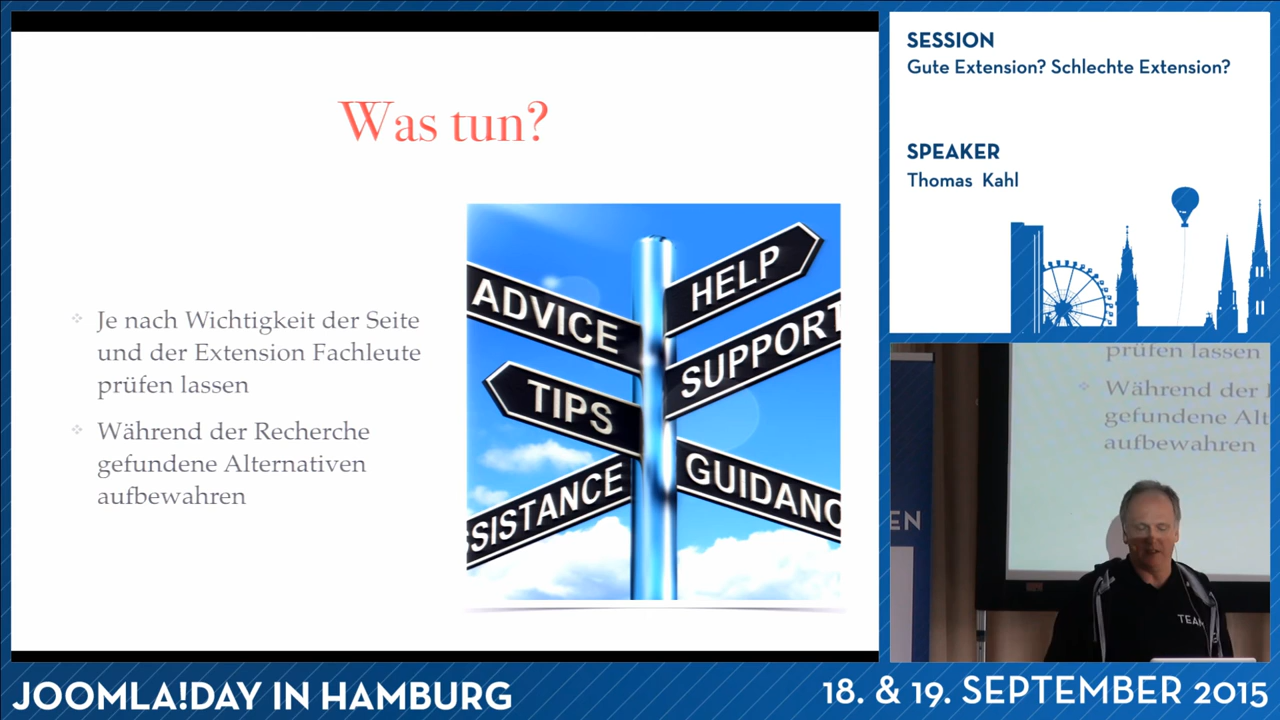 Was tun?
Je nach Wichtigkeit der Seite
und der Extension Fachleute
prüfen lassen
Während der Recherche
gefundene Alternativen
aufbewahren
ADVICE
HELP
SUPPORT
TIPS
SISTANCE
GUIDANC
SESSION
Gute Extension? Schlechte Extension?
SPEAKER
Thomas Kahl
prüfen lassen
Während der
gefundene Alt
aufbewahren
EN
TEAM
JOOMLA!DAY IN HAMBURG
18. & 19. SEPTEMBER 2015